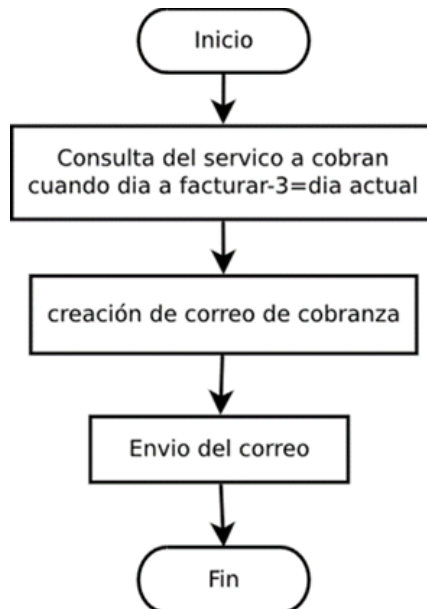 Inicio
Consulta del servico a cobran
cuando dia a facturar-3=dia actual
creación de correo de cobranza
Envio del correo
Fin